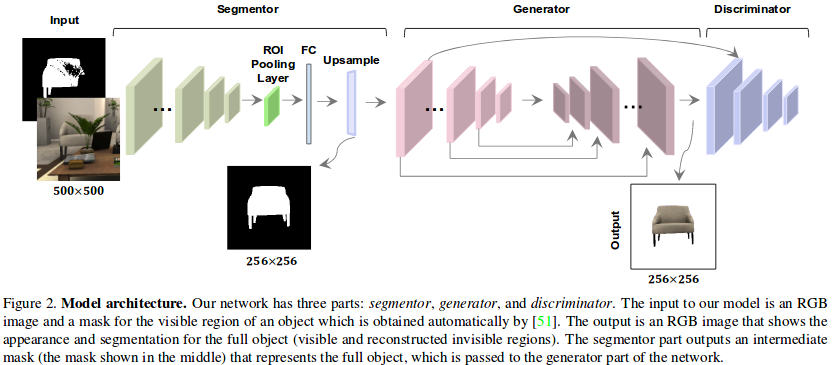 Input
Segmentor
Generator
Discriminator
ROI
Pooling
Layer
FC
Upsample
...
...
...
500×500
256×256
Output
256×256
Figure 2. Model architecture. Our network has three parts: segmentor, generator, and discriminator. The input to our model is an RGB
image and a mask for the visible region of an object which is obtained automatically by [51]. The output is an RGB image that shows the
appearance and segmentation for the full object (visible and reconstructed invisible regions). The segmentor part outputs an intermediate
mask (the mask shown in the middle) that represents the full object, which is passed to the generator part of the network.